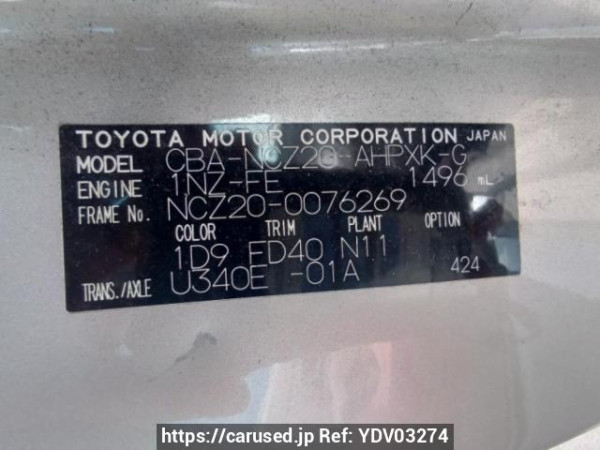 TOYOTA MOTOR CORPORATION JAPAN
MODEL CBA-NCZ20-AHPXK-G
ENGINE 1NZ-FE 1496 mL
FRAME No. NCZ20-0076269
COLOR TRIM PLANT OPTION
1D9 FD40 N11
TRANS./AXLE U340E -01A 424
https://carused.jp Ref: YDV03274